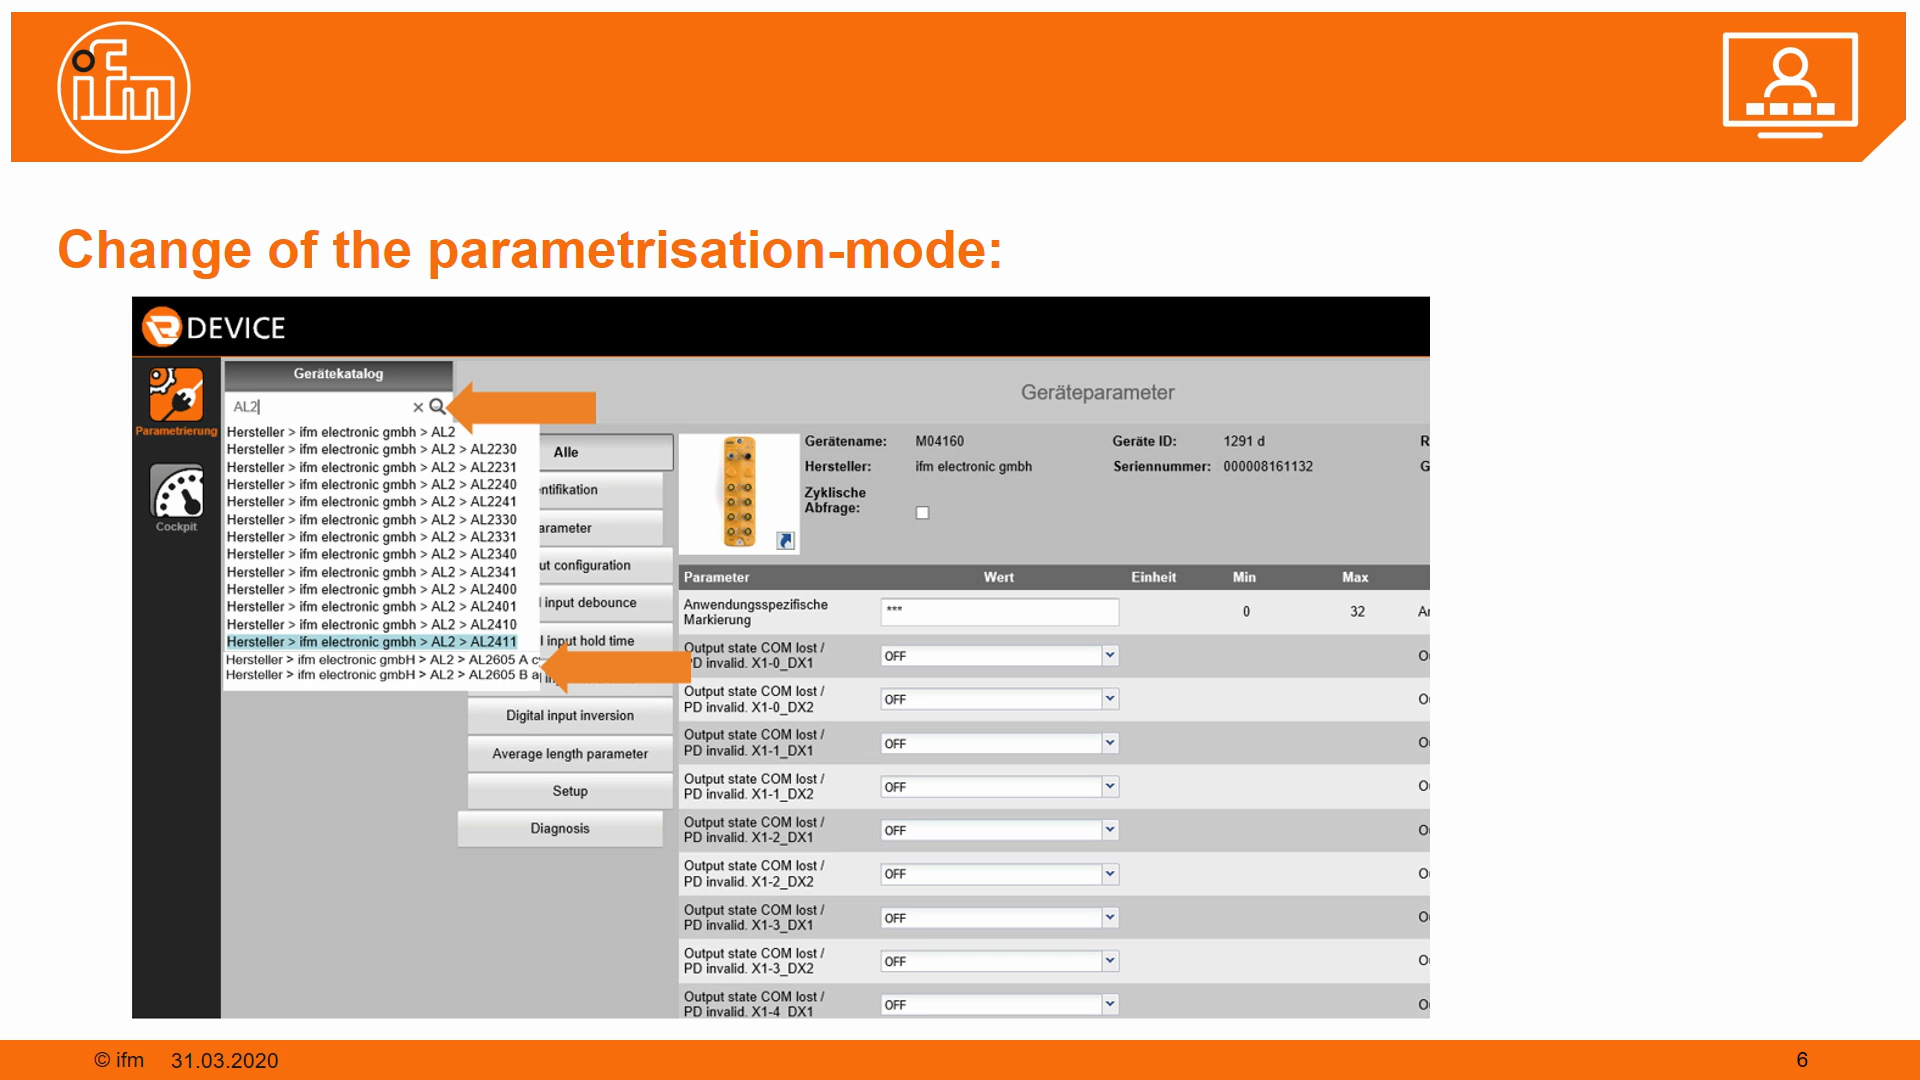 ifm
Change of the parametrisation-mode:
DEVICE
Gerätekatalog
AL2
Parametrierung
Cockpit
Hersteller > ifm electronic gmbh > AL2
Hersteller > ifm electronic gmbh > AL2 > AL2230
Hersteller > ifm electronic gmbh > AL2 > AL2231
Hersteller > ifm electronic gmbh > AL2 > AL2240
Hersteller > ifm electronic gmbh > AL2 > AL2241
Hersteller > ifm electronic gmbh > AL2 > AL2330
Hersteller > ifm electronic gmbh > AL2 > AL2331
Hersteller > ifm electronic gmbh > AL2 > AL2340
Hersteller > ifm electronic gmbh > AL2 > AL2341
Hersteller > ifm electronic gmbh > AL2 > AL2400
Hersteller > ifm electronic gmbh > AL2 > AL2401
Hersteller > ifm electronic gmbh > AL2 > AL2410
Hersteller > ifm electronic gmbh > AL2 > AL2411
Hersteller > ifm electronic gmbH > AL2 > AL2605 A
Hersteller > ifm electronic gmbH > AL2 > AL2605 B
Alle
ntifikation
arameter
ut configuration
input debounce
input hold time
Digital input inversion
Average length parameter
Setup
Diagnosis
Geräteparameter
Gerätename: M04160 Geräte ID: 1291 d R
Hersteller: ifm electronic gmbh Seriennummer: 000008161132 G
Zyklische
Abfrage:
Parameter Wert Einheit Min Max
Anwendungsspezifische
Markierung *** 0 32
Output state COM lost /
PD invalid. X1-0_DX1 OFF
Output state COM lost /
PD invalid. X1-0_DX2 OFF
Output state COM lost /
PD invalid. X1-1_DX1 OFF
Output state COM lost /
PD invalid. X1-1_DX2 OFF
Output state COM lost /
PD invalid. X1-2_DX1 OFF
Output state COM lost /
PD invalid. X1-2_DX2 OFF
Output state COM lost /
PD invalid. X1-3_DX1 OFF
Output state COM lost /
PD invalid. X1-3_DX2 OFF
Output state COM lost /
PD invalid. X1-4_DX1 OFF
© ifm 31.03.2020 6